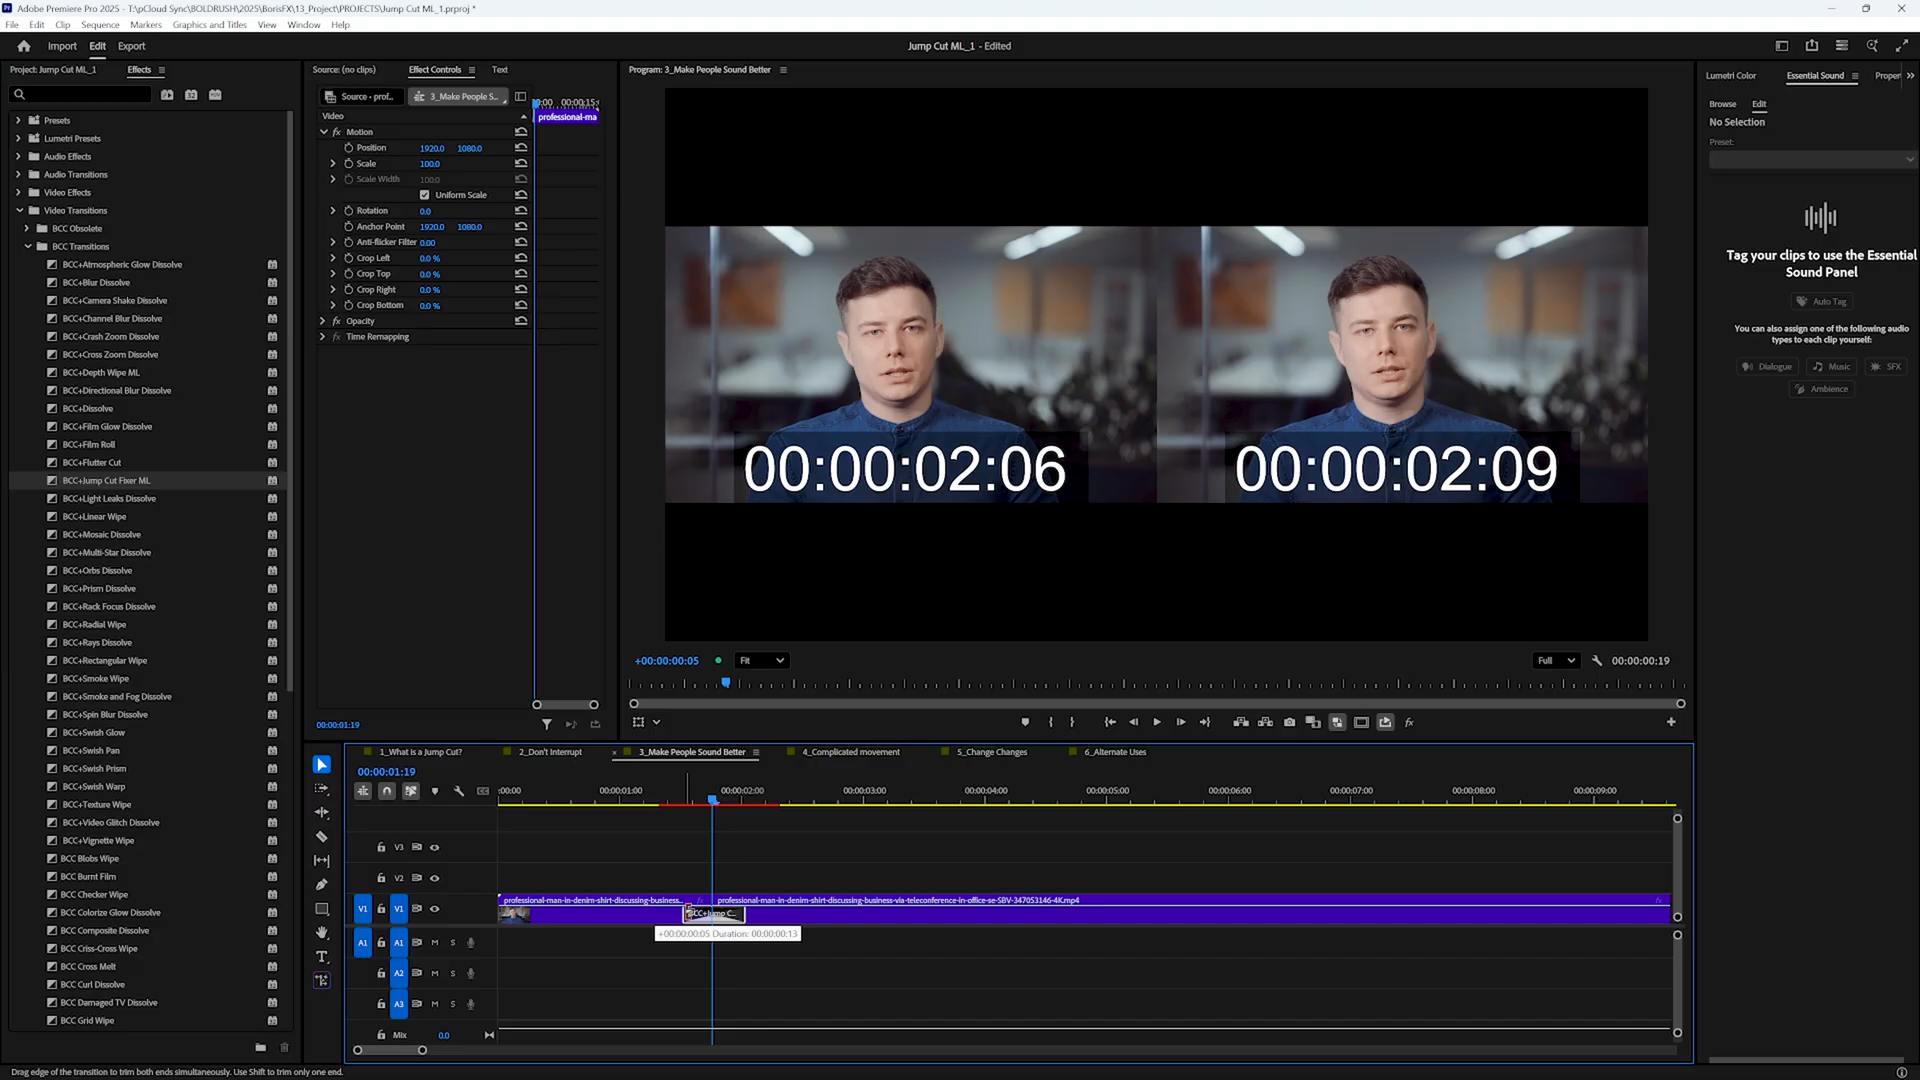 Adobe Premiere Pro 2025 - T:\pCloud Sync\BOLDRUSH\2025\BorisFX\13_Project\PROJECTS\Jump Cut ML_1.prproj *
File Edit Clip Sequence Markers Graphics and Titles View Window Help
Import Edit Export
Jump Cut ML_1 - Edited
Project: Jump Cut ML_1 Effects
Presets
Lumetri Presets
Audio Effects
Audio Transitions
Video Effects
Video Transitions
BCC Obsolete
BCC Transitions
BCC+Atmospheric Glow Dissolve
BCC+Blur Dissolve
BCC+Camera Shake Dissolve
BCC+Channel Blur Dissolve
BCC+Crash Zoom Dissolve
BCC+Cross Zoom Dissolve
BCC+Depth Wipe ML
BCC+Directional Blur Dissolve
BCC+Dissolve
BCC+Film Glow Dissolve
BCC+Film Roll
BCC+Flutter Cut
BCC+Jump Cut Fixer ML
BCC+Light Leaks Dissolve
BCC+Linear Wipe
BCC+Mosaic Dissolve
BCC+Multi-Star Dissolve
BCC+Orbs Dissolve
BCC+Prism Dissolve
BCC+Rack Focus Dissolve
BCC+Radial Wipe
BCC+Rays Dissolve
BCC+Rectangular Wipe
BCC+Smoke Wipe
BCC+Smoke and Fog Dissolve
BCC+Spin Blur Dissolve
BCC+Swish Glow
BCC+Swish Pan
BCC+Swish Prism
BCC+Swish Warp
BCC+Texture Wipe
BCC+Video Glitch Dissolve
BCC+Vignette Wipe
BCC Blobs Wipe
BCC Burnt Film
BCC Checker Wipe
BCC Colorize Glow Dissolve
BCC Composite Dissolve
BCC Criss-Cross Wipe
BCC Cross Melt
BCC Curl Dissolve
BCC Damaged TV Dissolve
BCC Grid Wipe
Source: (no clips) Effect Controls Text
Source • prof... 3_Make People S... 00:00 00:00:15:
Video professional-ma
fx Motion
Position 1920.0 1080.0
Scale 100.0
Scale Width 100.0
Uniform Scale
Rotation 0.0
Anchor Point 1920.0 1080.0
Anti-flicker Filter 0.00
Crop Left 0.0 %
Crop Top 0.0 %
Crop Right 0.0 %
Crop Bottom 0.0 %
fx Opacity
fx Time Remapping
00:00:01:19
Program: 3_Make People Sound Better
00:00:02:06 00:00:02:09
+00:00:00:05 Fit Full 00:00:00:19
fx
Lumetri Color Essential Sound Proper
Browse Edit
No Selection
Preset:
Tag your clips to use the Essential
Sound Panel
Auto Tag
You can also assign one of the following audio
types to each clip yourself:
Dialogue Music SFX
Ambience
1_What is a Jump Cut? 2_Don't Interrupt × 3_Make People Sound Better 4_Complicated movement 5_Change Changes 6_Alternate Uses
00:00:01:19
:00:00 00:00:01:00 00:00:02:00 00:00:03:00 00:00:04:00 00:00:05:00 00:00:06:00 00:00:07:00 00:00:08:00 00:00:09:00
V3
V2
V1 V1 professional-man-in-denim-shirt-discussing-business... fx professional-man-in-denim-shirt-discussing-business-via-teleconference-in-office-se-SBV-347053146-4K.mp4 fx
BCC+Jump C...
+00:00:00:05 Duration: 00:00:00:13
A1 A1 M S
A2 M S
A3 M S
Mix 0.0
Drag edge of the transition to trim both ends simultaneously. Use Shift to trim only one end.